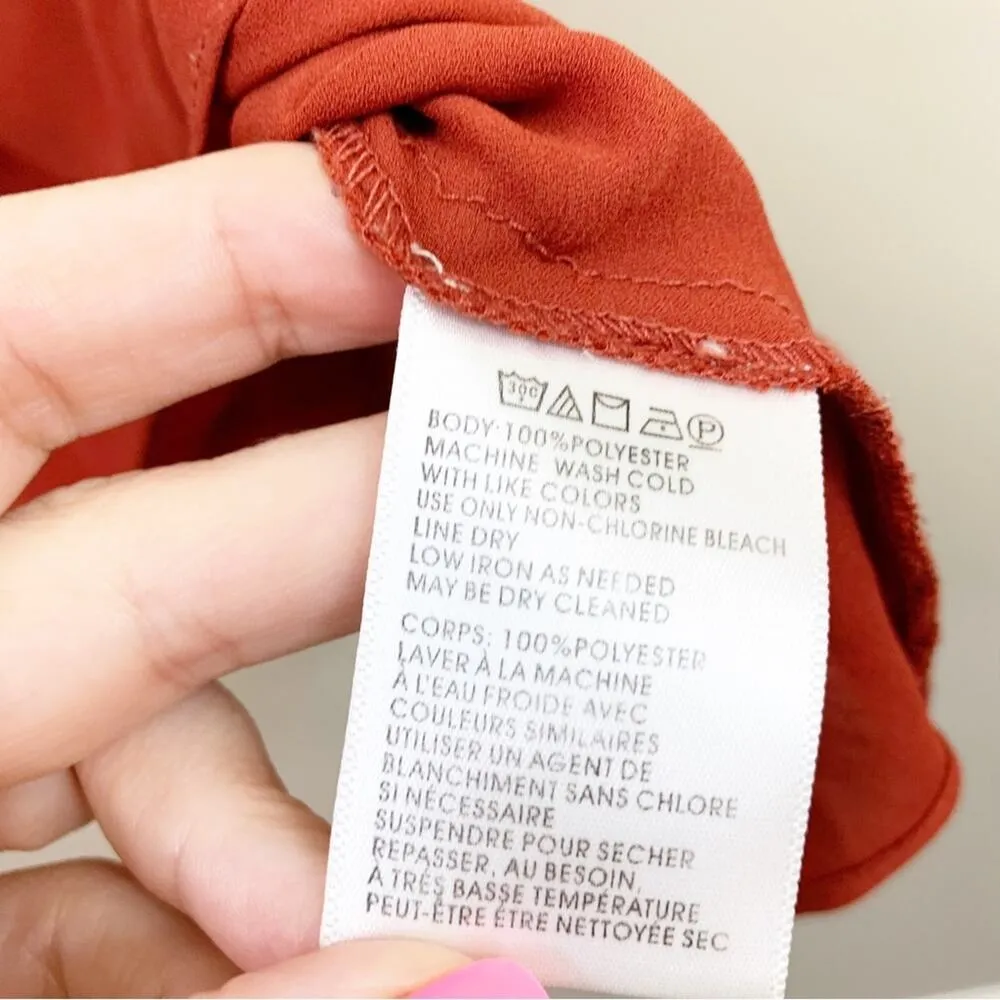 30C P
BODY: 100%POLYESTER
MACHINE WASH COLD
WITH LIKE COLORS
USE ONLY NON-CHLORINE BLEACH
LINE DRY
LOW IRON AS NEEDED
MAY BE DRY CLEANED
CORPS: 100%POLYESTER
LAVER À LA MACHINE
À L'EAU FROIDE AVEC
COULEURS SIMILAIRES
UTILISER UN AGENT DE
BLANCHIMENT SANS CHLORE
SI NÉCESSAIRE
SUSPENDRE POUR SECHER
REPASSER, AU BESOIN,
À TRÉS BASSE TEMPÉRATURE
PEUT-ÊTRE ÊTRE NETTOYÉE SEC